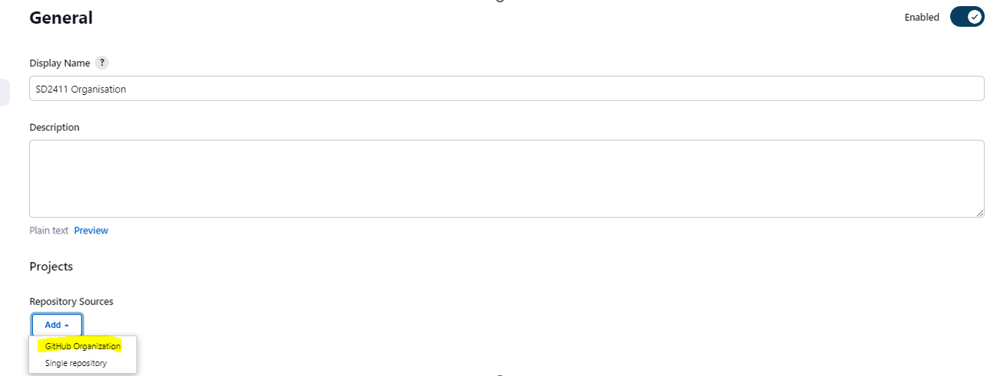 General
Enabled
Display Name ?
SD2411 Organisation
Description
Plain text Preview
Projects
Repository Sources
Add
GitHub Organization
Single repository